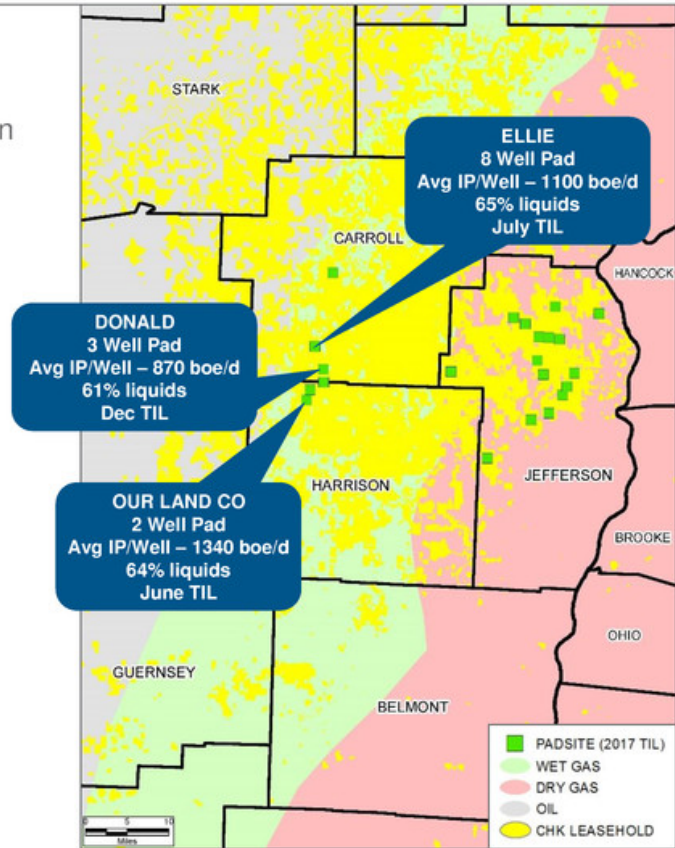 n
STARK
ELLIE
8 Well Pad
Avg IP/Well – 1100 boe/d
65% liquids
July TIL
CARROLL
HANCOCK
DONALD
3 Well Pad
Avg IP/Well – 870 boe/d
61% liquids
Dec TIL
HARRISON
JEFFERSON
OUR LAND CO
2 Well Pad
Avg IP/Well – 1340 boe/d
64% liquids
June TIL
BROOKE
OHIO
GUERNSEY
BELMONT
PADSITE (2017 TIL)
WET GAS
DRY GAS
OIL
CHK LEASEHOLD
0 5 10
Miles